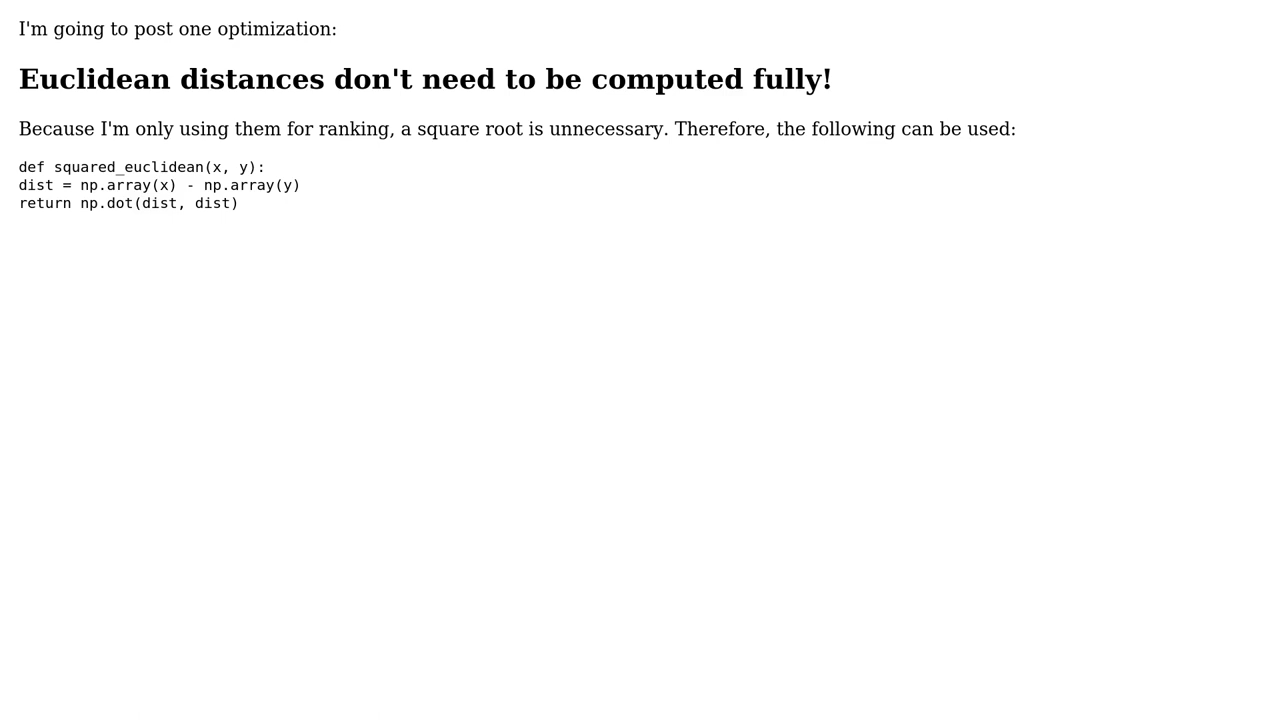 I'm going to post one optimization:
Euclidean distances don't need to be computed fully!
Because I'm only using them for ranking, a square root is unnecessary. Therefore, the following can be used:
def squared_euclidean(x, y):
dist = np.array(x) - np.array(y)
return np.dot(dist, dist)